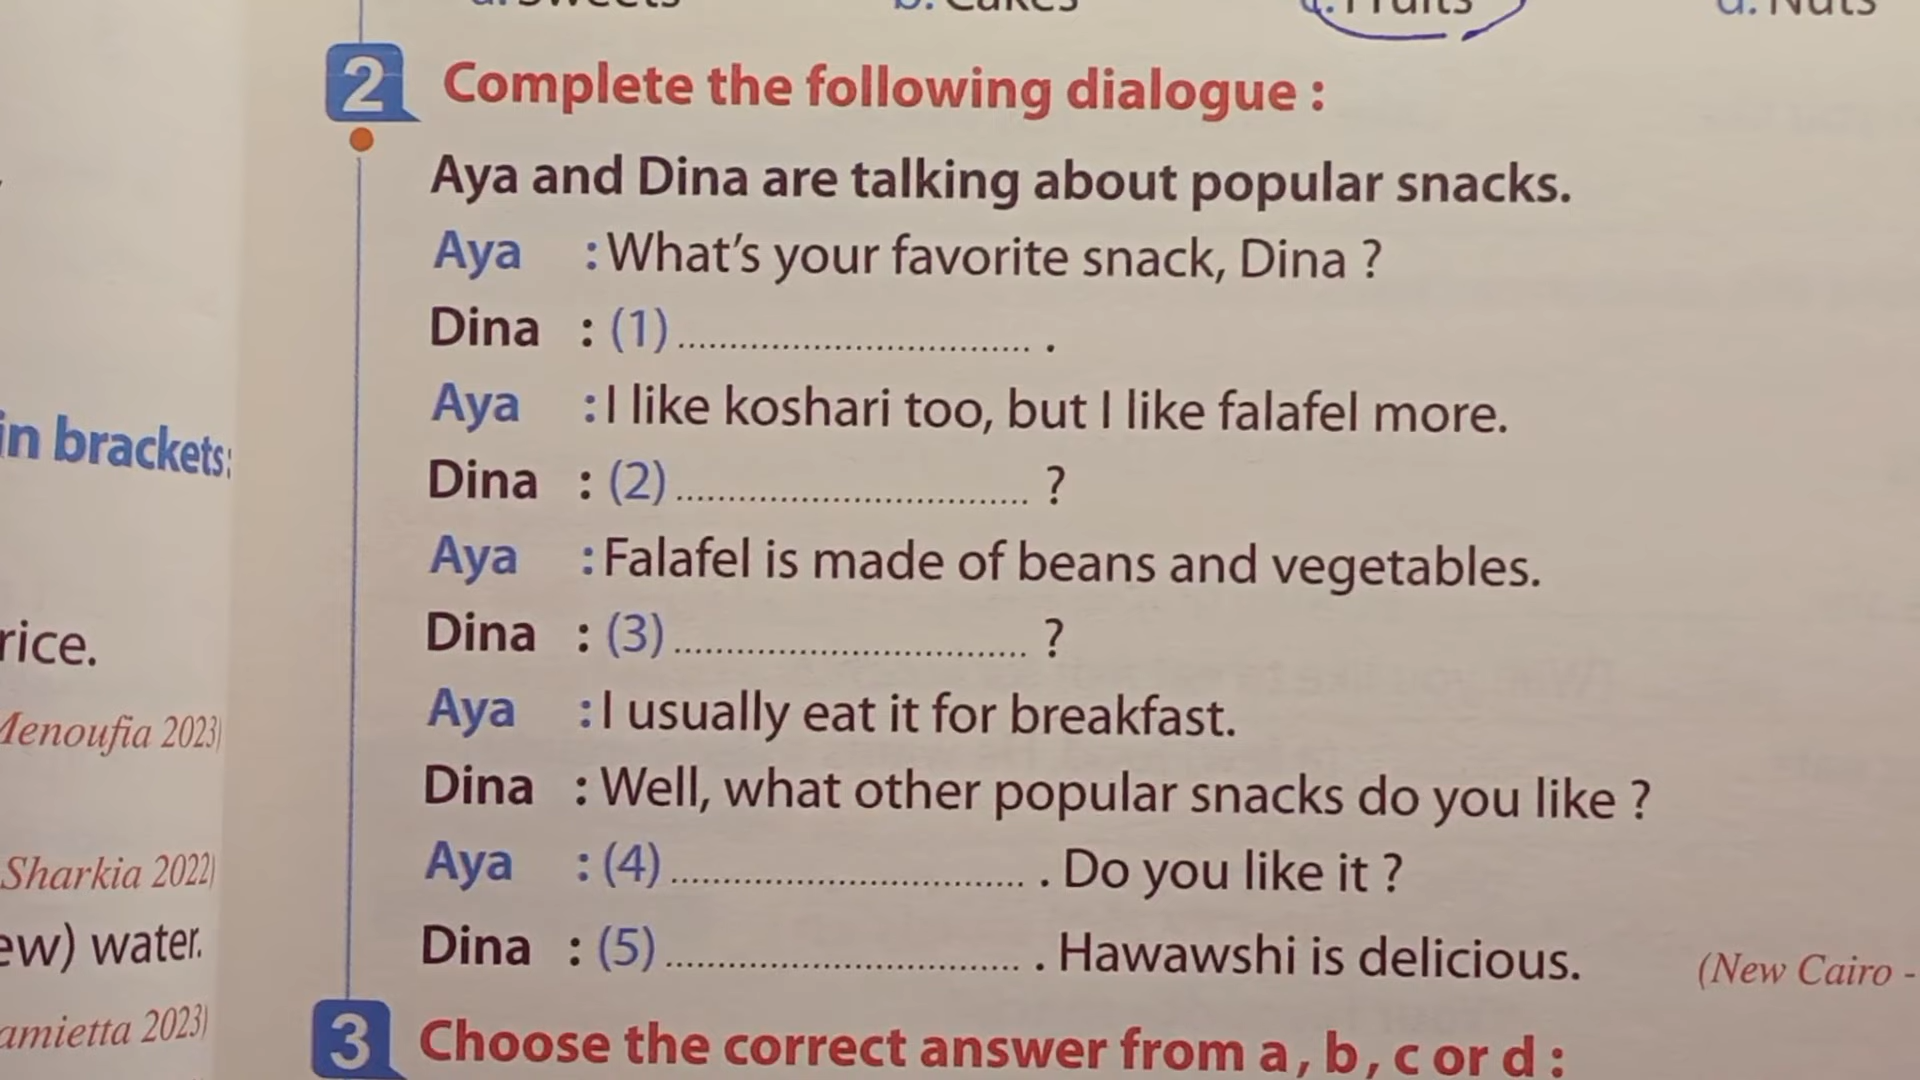 a. Sweets b. Cakes c. Fruits d. Nuts
2 Complete the following dialogue :
Aya and Dina are talking about popular snacks.
Aya : What's your favorite snack, Dina ?
Dina : (1) .................................. .
Aya : I like koshari too, but I like falafel more.
Dina : (2) .................................. ?
Aya : Falafel is made of beans and vegetables.
Dina : (3) .................................. ?
Aya : I usually eat it for breakfast.
Dina : Well, what other popular snacks do you like ?
Aya : (4) .................................. . Do you like it ?
Dina : (5) .................................. . Hawawshi is delicious.
(New Cairo -
3 Choose the correct answer from a , b , c or d :
in brackets:
rice.
Menoufia 2023)
Sharkia 2022)
ew) water.
amietta 2023)